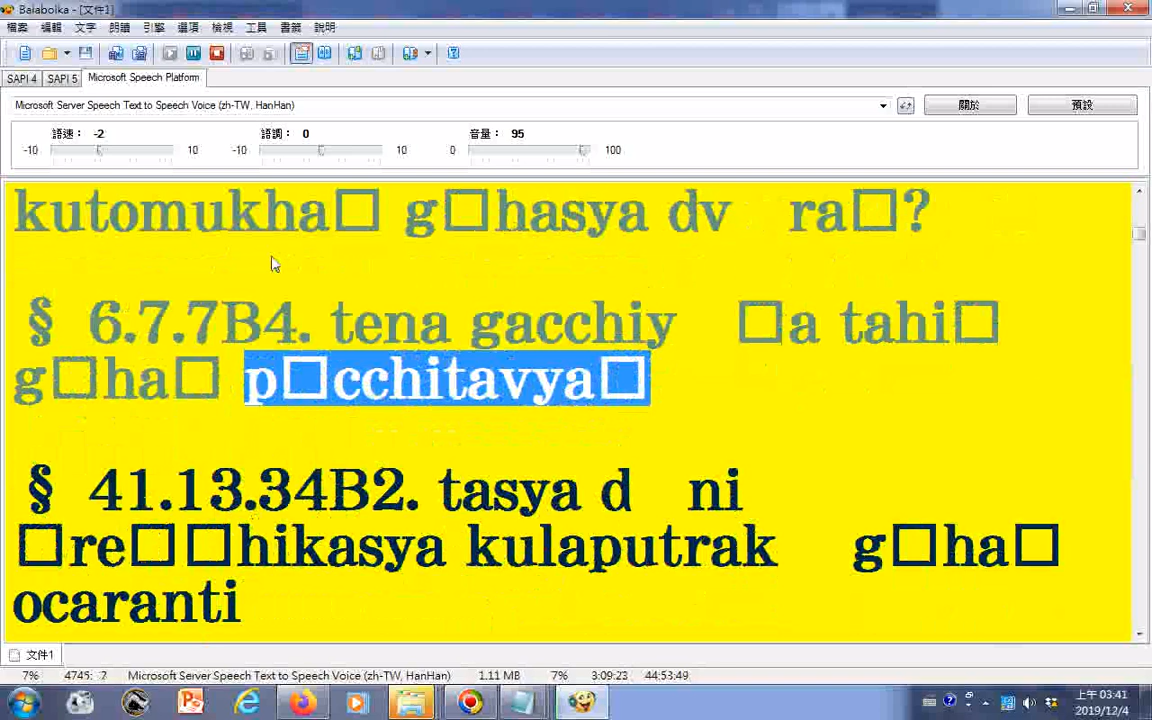 Balabolka - [文件1]
檔案 編輯 文字 朗讀 引擎 選項 檢視 工具 書籤 說明
SAPI 4 SAPI 5 Microsoft Speech Platform
Microsoft Server Speech Text to Speech Voice (zh-TW, HanHan) 關於 預設
語速： -2 語調： 0 音量： 95
-10 10 -10 10 0 100
kutomukha□ g□hasya dv ra□?
§ 6.7.7B4. tena gacchiy □a tahi□
g□ha□ p□cchitavya□
§ 41.13.34B2. tasya d ni
□re□□hikasya kulaputrak g□ha□
ocaranti
文件1
7% 4745: 2 Microsoft Server Speech Text to Speech Voice (zh-TW, HanHan) 1.11 MB 7% 3:09:23 44:53:49
上午 03:41
2019/12/4